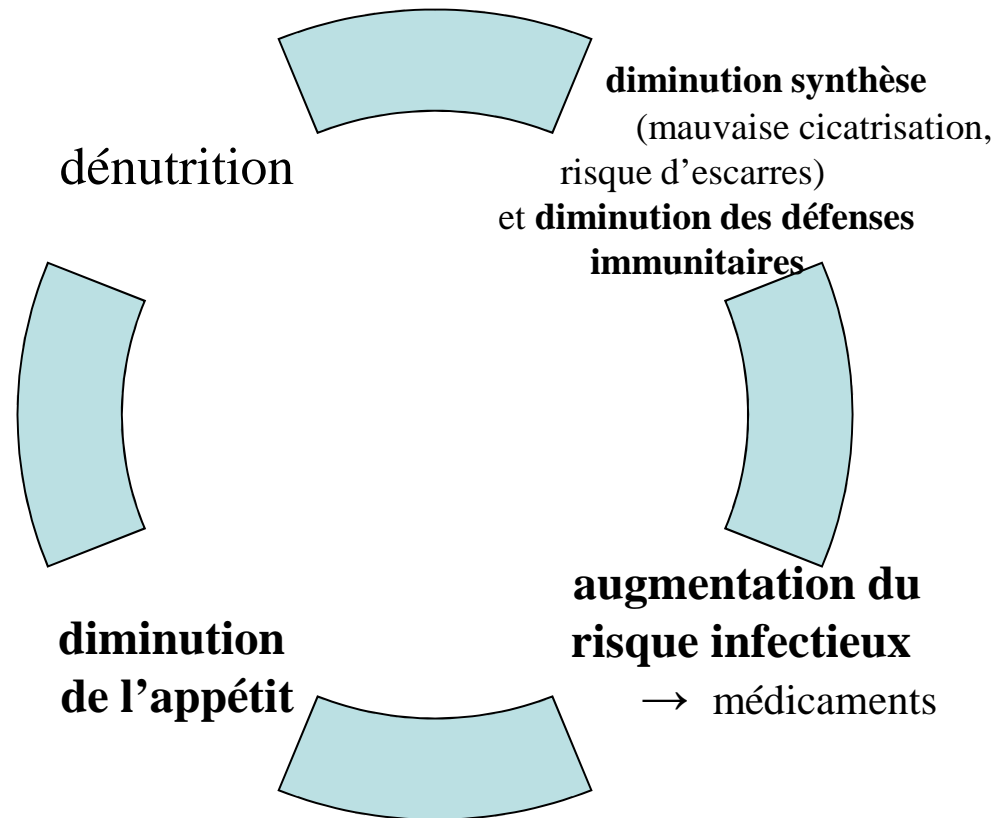 diminution synthèse
(mauvaise cicatrisation,
risque d’escarres)
et diminution des défenses
immunitaires
dénutrition
augmentation du
risque infectieux
→ médicaments
diminution
de l’appétit